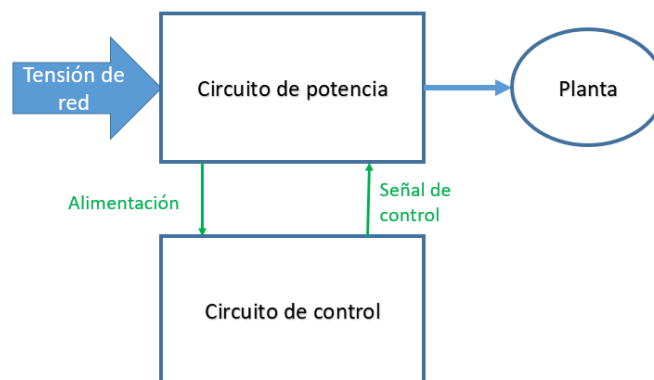 Tensión de
red
Circuito de potencia
Planta
Alimentación
Señal de
control
Circuito de control